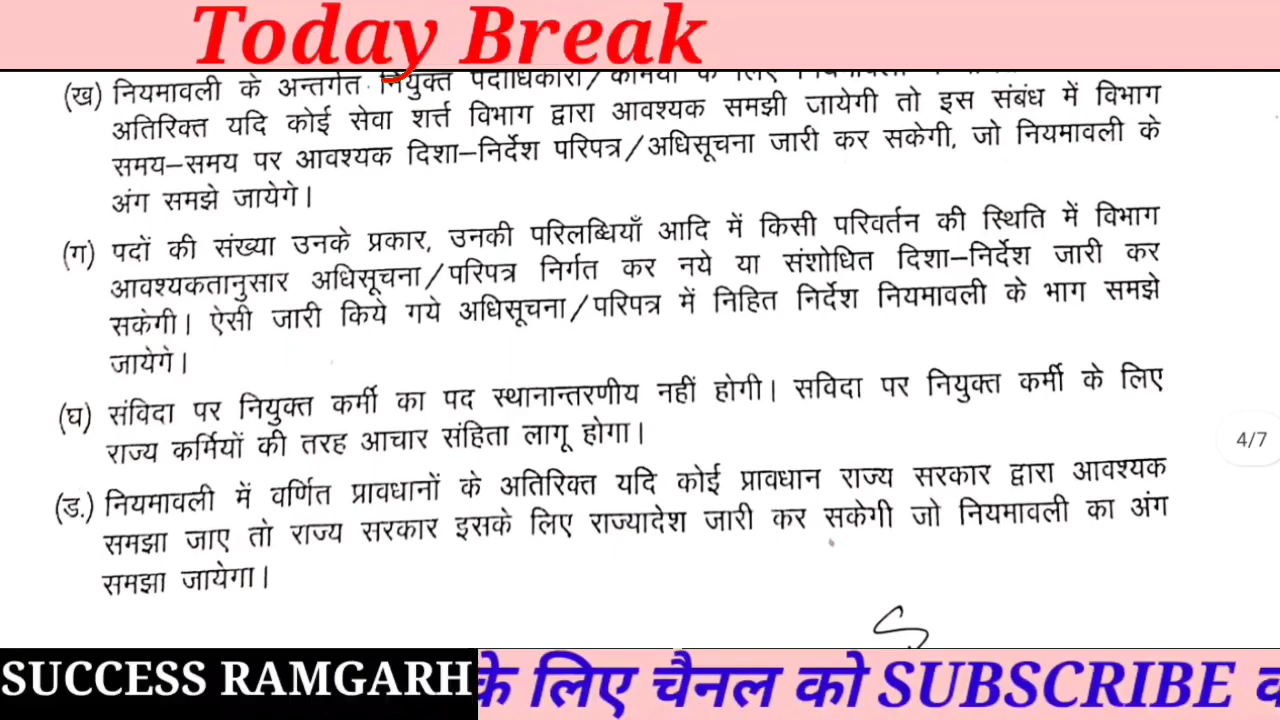 Today Break
(ख) नियमावली के अन्तर्गत नियुक्त पदाधिकारी/कर्मियों के लिए
अतिरिक्त यदि कोई सेवा शर्त्त विभाग द्वारा आवश्यक समझी जायेगी तो इस संबंध में विभाग
समय–समय पर आवश्यक दिशा–निर्देश परिपत्र/अधिसूचना जारी कर सकेगी, जो नियमावली के
अंग समझे जायेगे।
(ग) पदों की संख्या उनके प्रकार, उनकी परिलब्धियाँ आदि में किसी परिवर्तन की स्थिति में विभाग
आवश्यकतानुसार अधिसूचना/परिपत्र निर्गत कर नये या संशोधित दिशा–निर्देश जारी कर
सकेगी। ऐसी जारी किये गये अधिसूचना/परिपत्र में निहित निर्देश नियमावली के भाग समझे
जायेगे।
(घ) संविदा पर नियुक्त कर्मी का पद स्थानान्तरणीय नहीं होगी। सविदा पर नियुक्त कर्मी के लिए
राज्य कर्मियों की तरह आचार संहिता लागू होगा।
4/7
(ड.) नियमावली में वर्णित प्रावधानों के अतिरिक्त यदि कोई प्रावधान राज्य सरकार द्वारा आवश्यक
समझा जाए तो राज्य सरकार इसके लिए राज्यादेश जारी कर सकेगी जो नियमावली का अंग
समझा जायेगा।
SUCCESS RAMGARH
के लिए चैनल को SUBSCRIBE